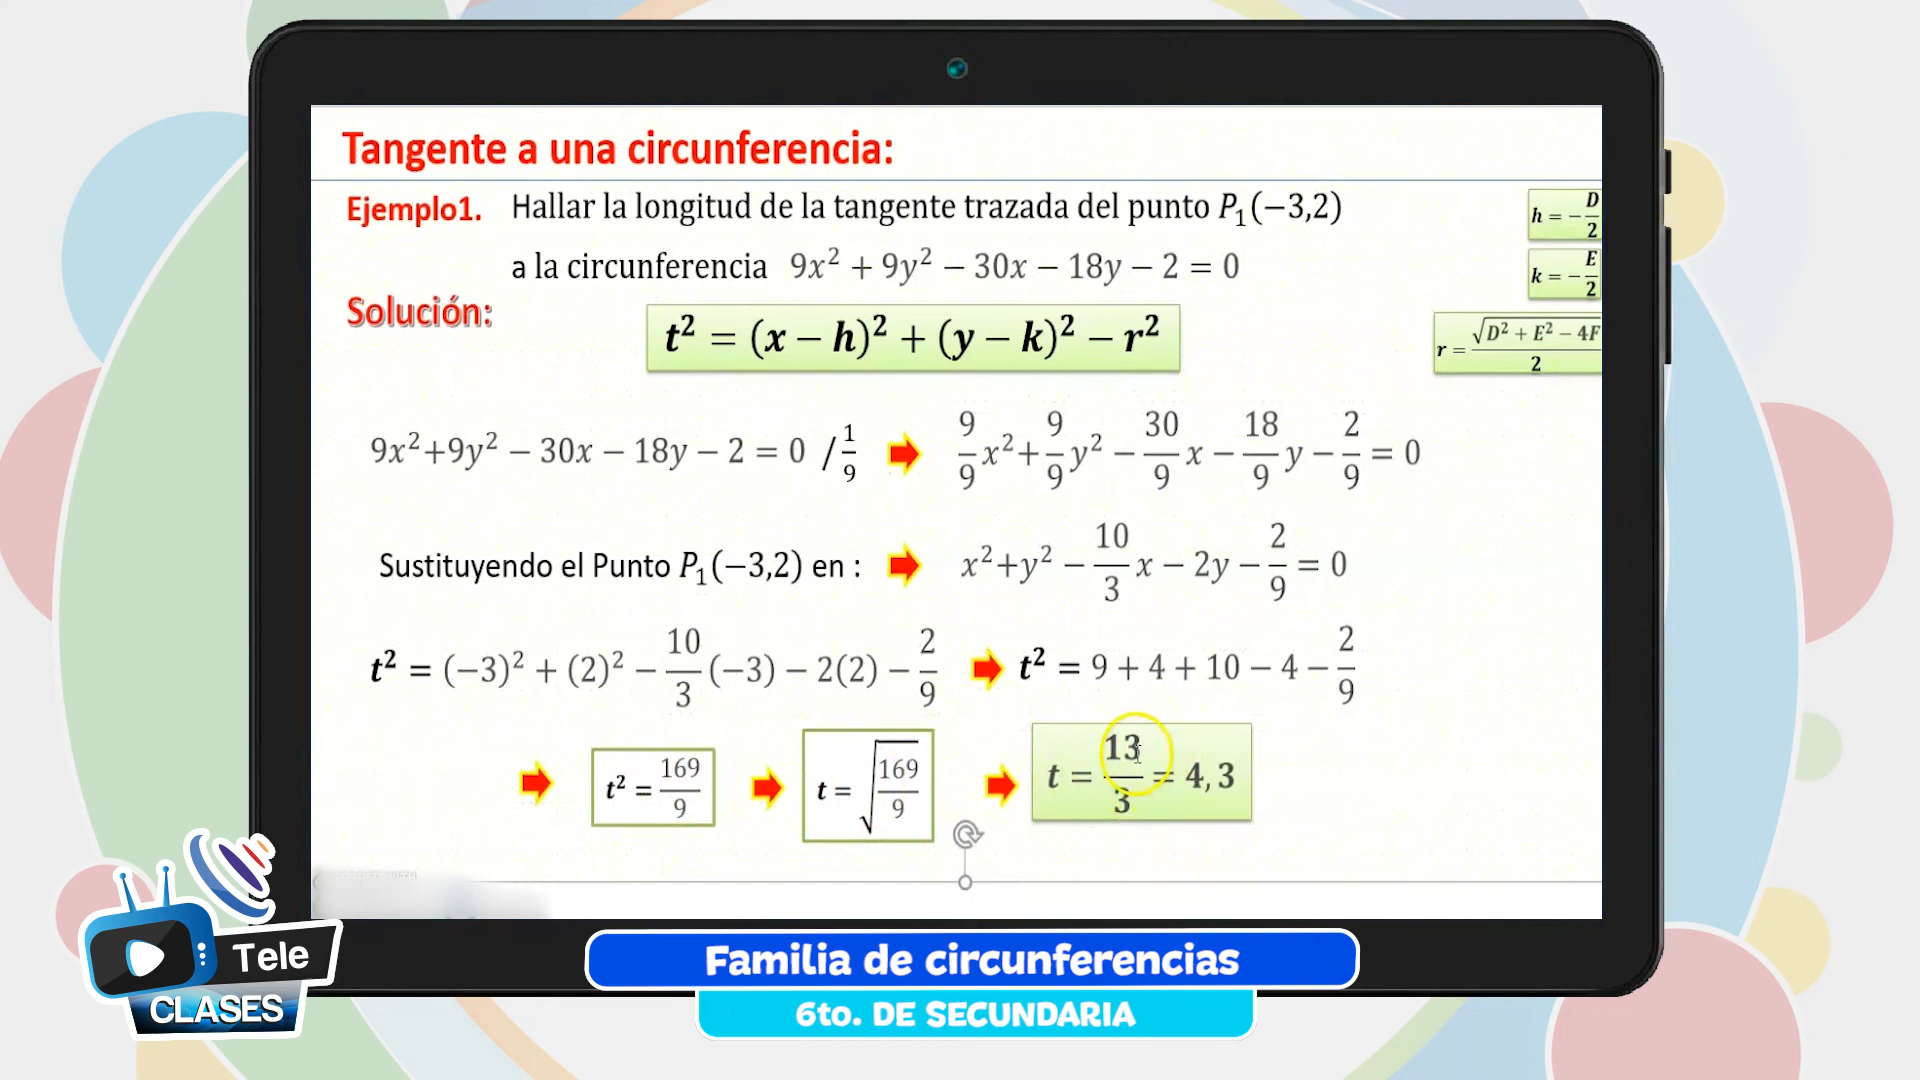 Tangente a una circunferencia:
Ejemplo1. Hallar la longitud de la tangente trazada del punto P₁(−3,2)
a la circunferencia 9x² + 9y² − 30x − 18y − 2 = 0
h = −D/2
k = −E/2
r = √(D² + E² − 4F)/2
Solución:
t² = (x − h)² + (y − k)² − r²
9x²+9y² − 30x − 18y − 2 = 0 /1/9
9/9x²+9/9y² − 30/9x − 18/9y − 2/9 = 0
Sustituyendo el Punto P₁(−3,2) en :
x²+y² − 10/3x − 2y − 2/9 = 0
t² = (−3)² + (2)² − 10/3(−3) − 2(2) − 2/9
t² = 9 + 4 + 10 − 4 − 2/9
t² = 169/9
t = √169/9
t = 13/3 = 4,3
Tele
CLASES
Familia de circunferencias
6to. DE SECUNDARIA